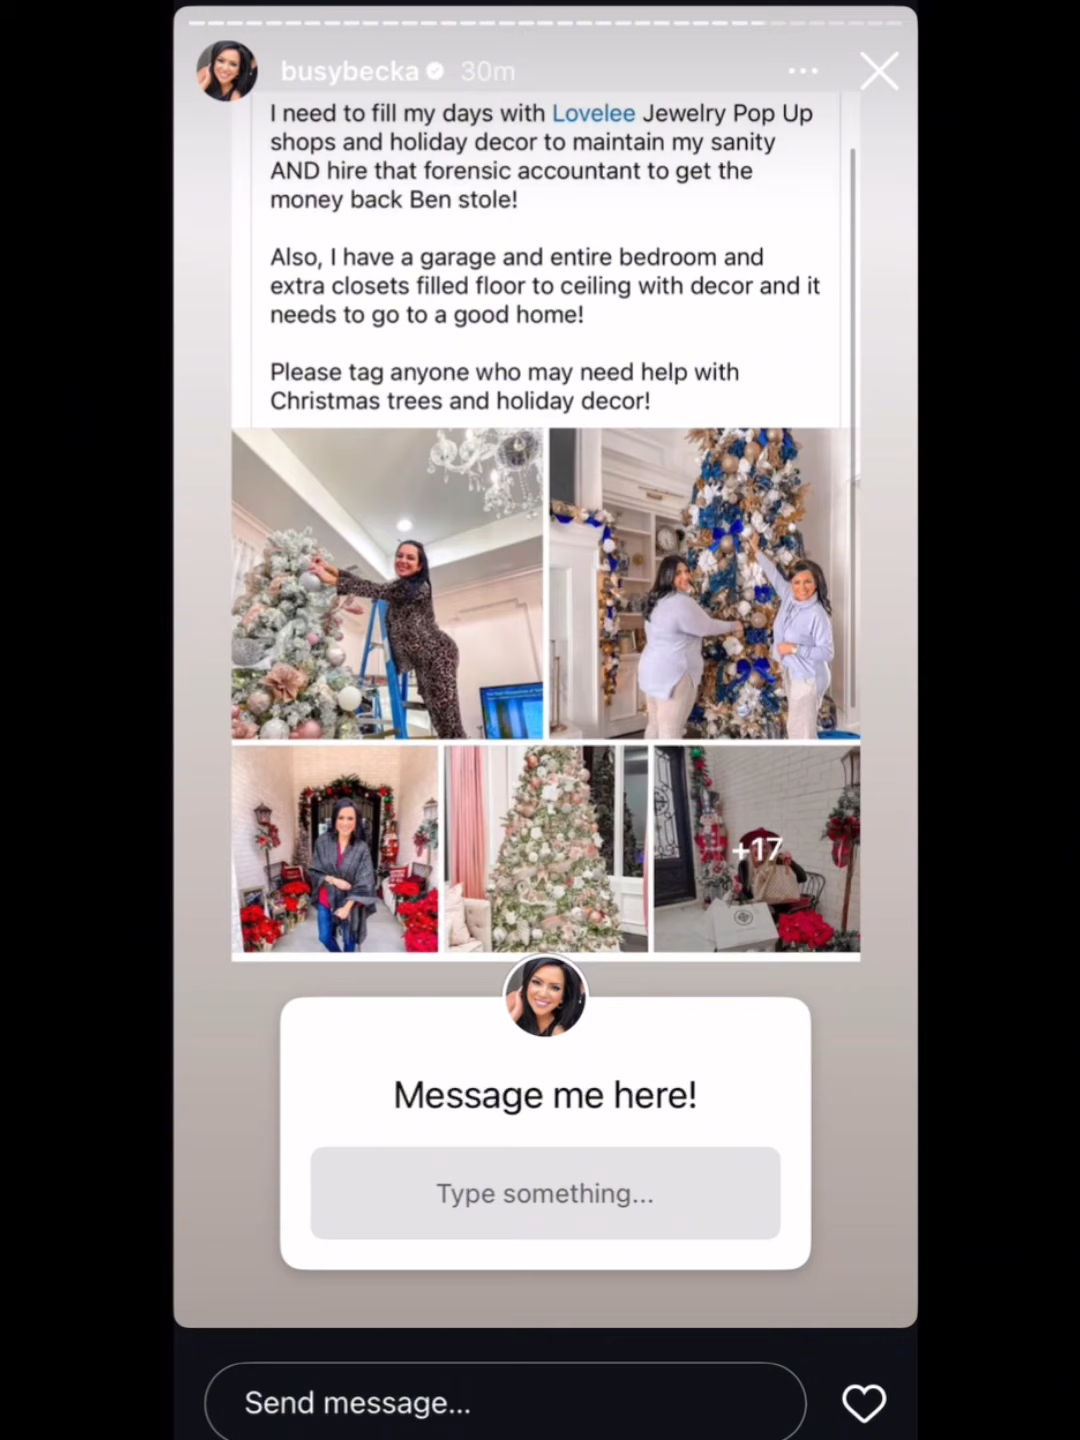 busybecka 30m
I need to fill my days with Lovelee Jewelry Pop Up
shops and holiday decor to maintain my sanity
AND hire that forensic accountant to get the
money back Ben stole!
Also, I have a garage and entire bedroom and
extra closets filled floor to ceiling with decor and it
needs to go to a good home!
Please tag anyone who may need help with
Christmas trees and holiday decor!
+17
Message me here!
Type something...
Send message...